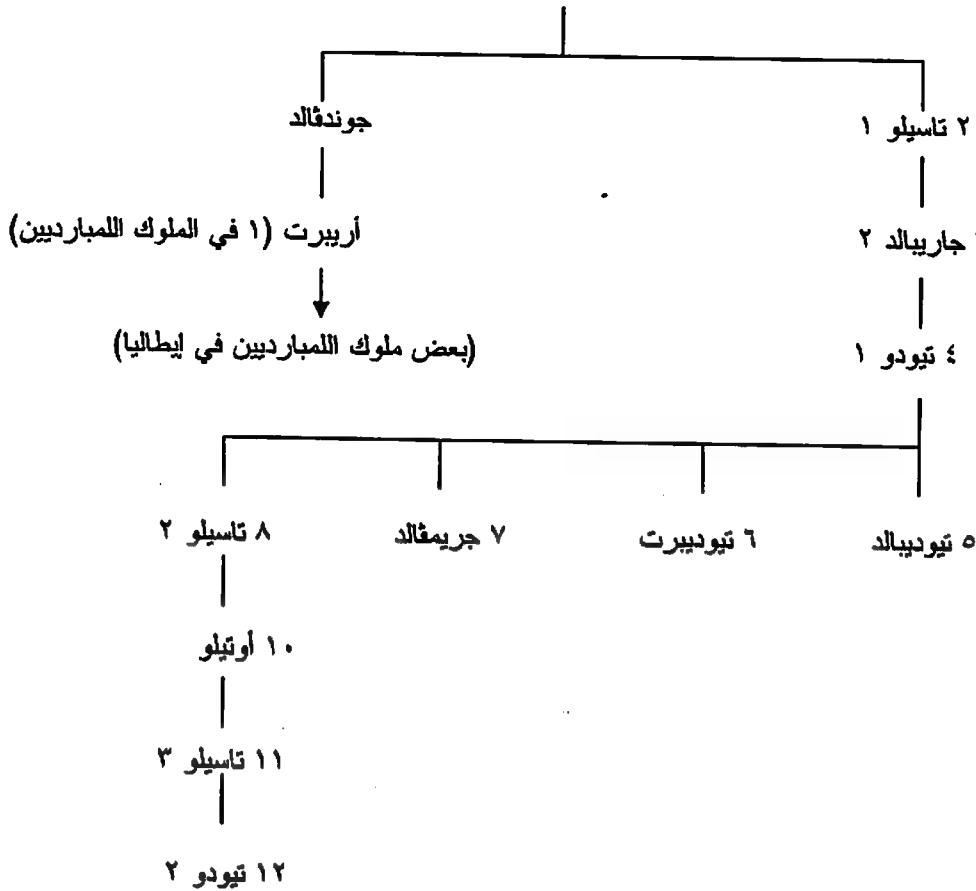 ٢ تاسيلو ١ جوندڤالد
جاريبالد ٢ أريبرت (١ في الملوك اللمبارديين)
٤ تيودو ١ (بعض ملوك اللمبارديين في إيطاليا)
٥ تيوديبالد ٦ تيوديبرت ٧ جريمڤالد ٨ تاسيلو ٢
١٠ أوتيلو
١١ تاسيلو ٣
١٢ تيودو ٢